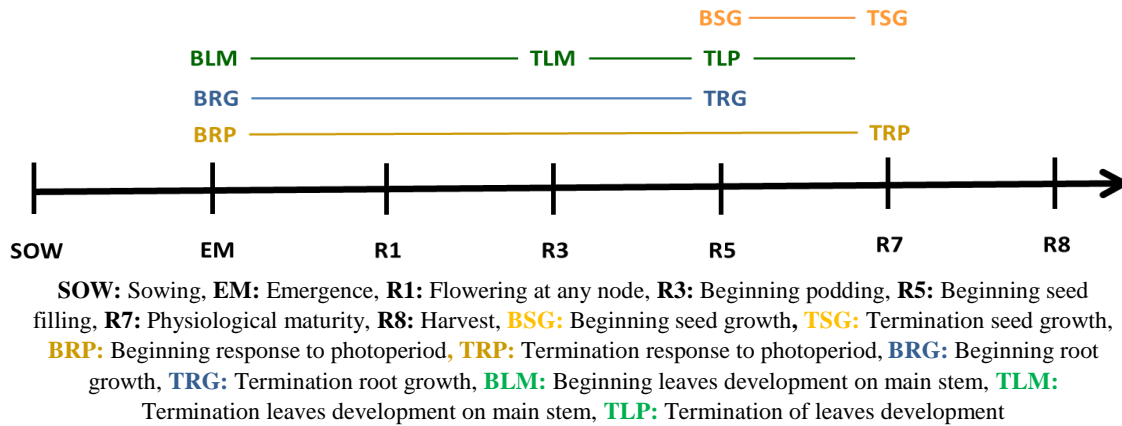 BSG TSG
BLM TLM TLP
BRG TRG
BRP TRP
SOW EM R1 R3 R5 R7 R8
SOW: Sowing, EM: Emergence, R1: Flowering at any node, R3: Beginning podding, R5: Beginning seed
filling, R7: Physiological maturity, R8: Harvest, BSG: Beginning seed growth, TSG: Termination seed growth,
BRP: Beginning response to photoperiod, TRP: Termination response to photoperiod, BRG: Beginning root
growth, TRG: Termination root growth, BLM: Beginning leaves development on main stem, TLM:
Termination leaves development on main stem, TLP: Termination of leaves development